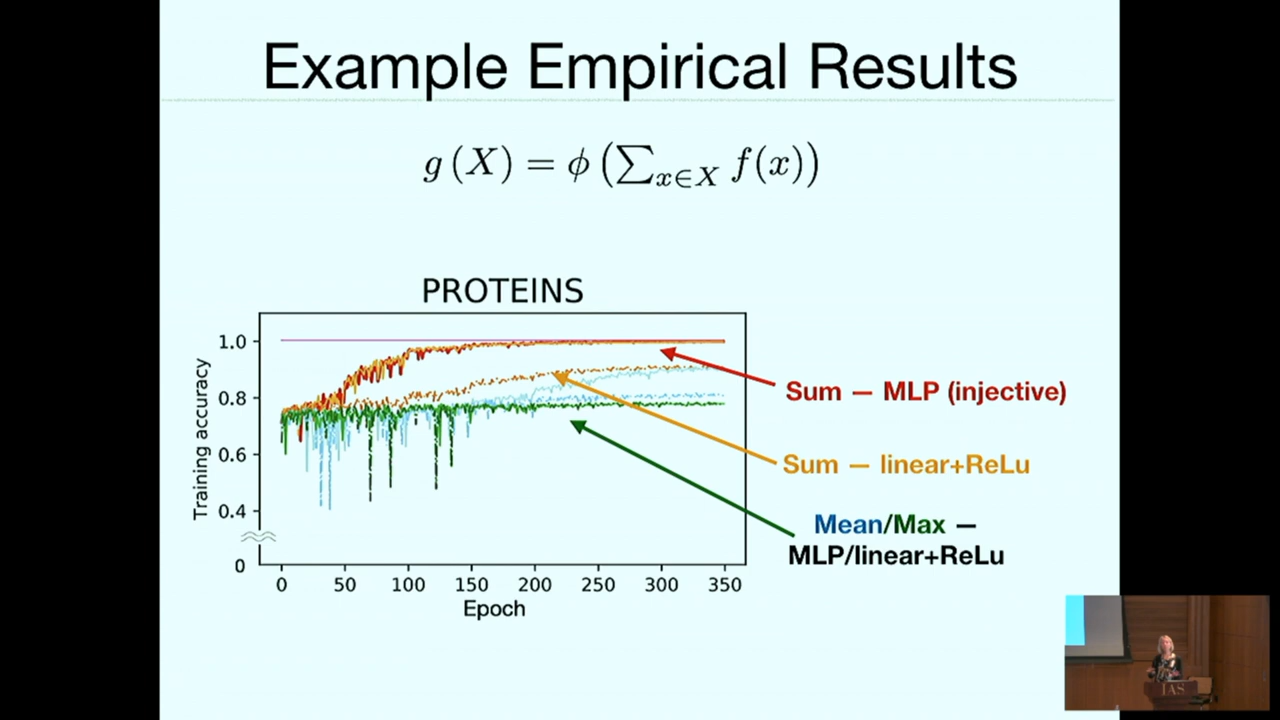 Example Empirical Results
g (X) = ϕ (∑x∈X f(x))
PROTEINS
Training accuracy
1.0
0.8
0.6
0.4
0
0 50 100 150 200 250 300 350
Epoch
Sum — MLP (injective)
Sum — linear+ReLu
Mean/Max —
MLP/linear+ReLu
IAS